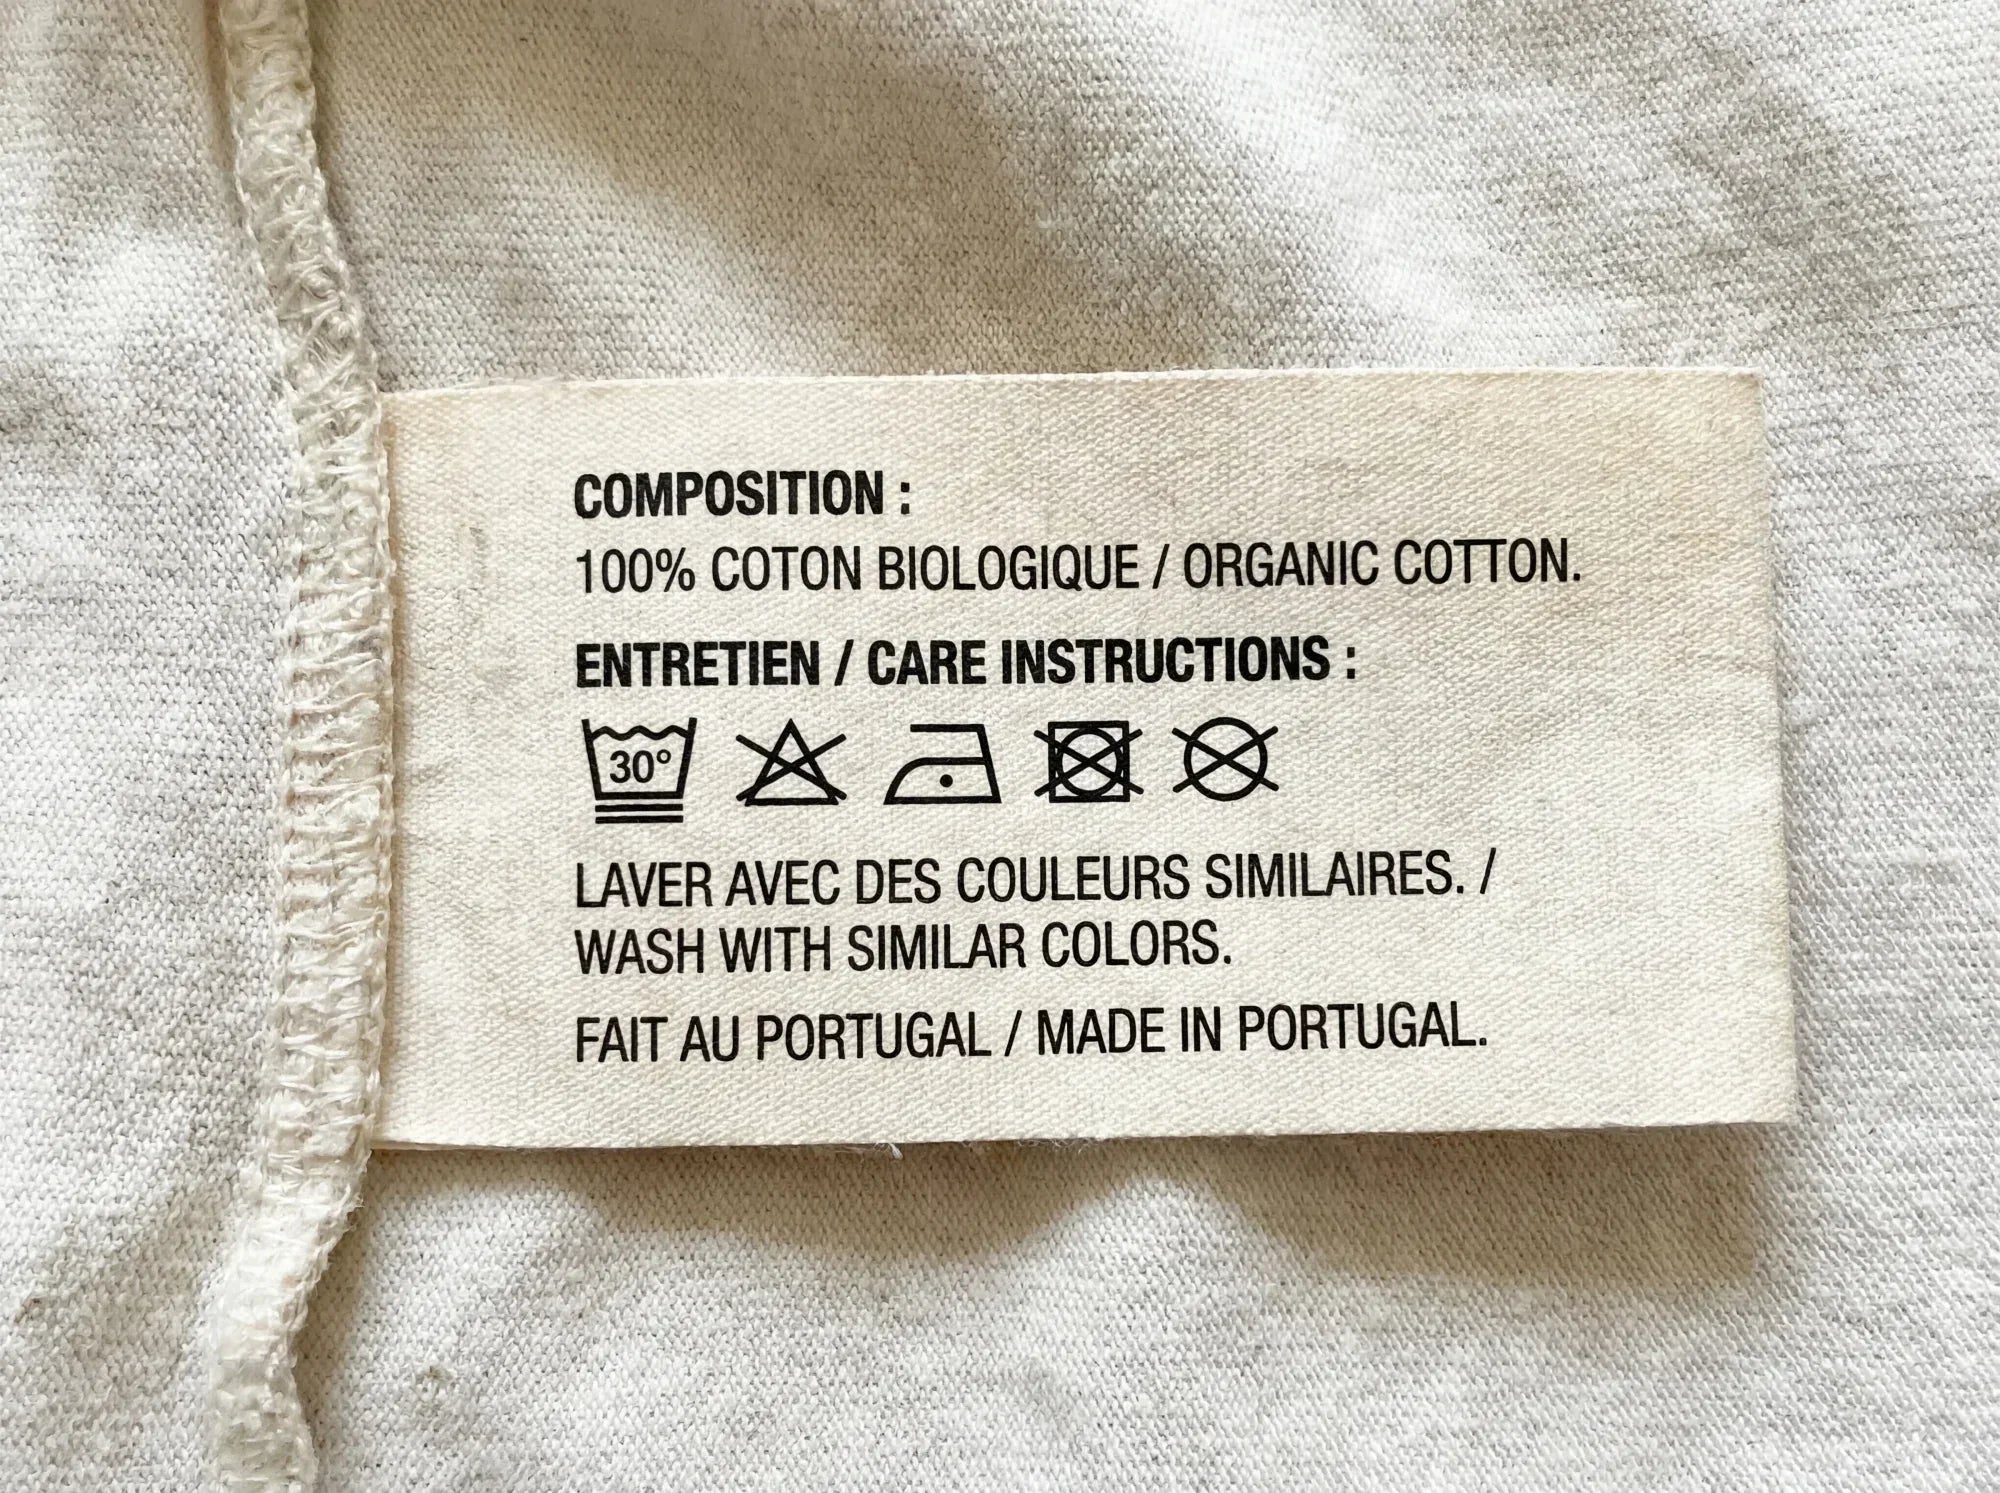 COMPOSITION :
100% COTON BIOLOGIQUE / ORGANIC COTTON.
ENTRETIEN / CARE INSTRUCTIONS :
30°
LAVER AVEC DES COULEURS SIMILAIRES. /
WASH WITH SIMILAR COLORS.
FAIT AU PORTUGAL / MADE IN PORTUGAL.